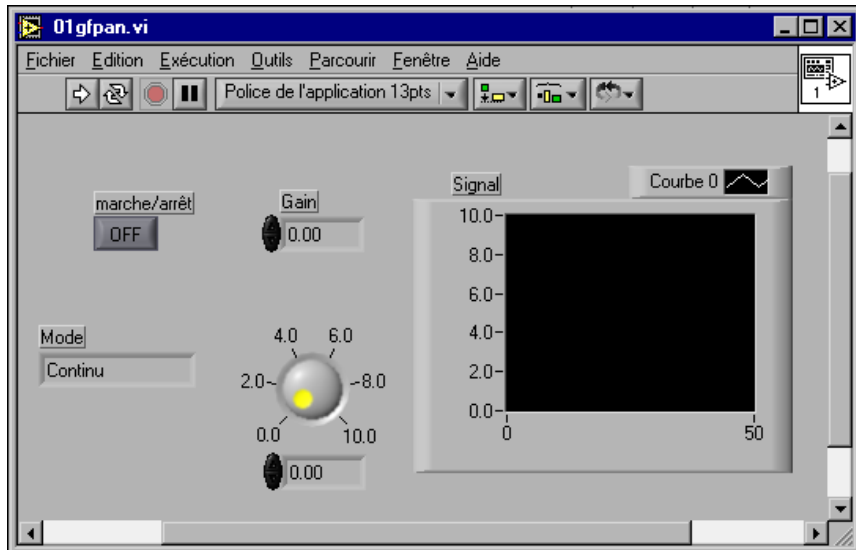 01gfpan.vi
Fichier Edition Exécution Outils Parcourir Fenêtre Aide
Police de l'application 13pts
1
marche/arrêt
OFF
Gain
0.00
Signal
Courbe 0
10.0
8.0
6.0
4.0
2.0
0.0
0 50
Mode
Continu
4.0 6.0
2.0 8.0
0.0 10.0
0.00